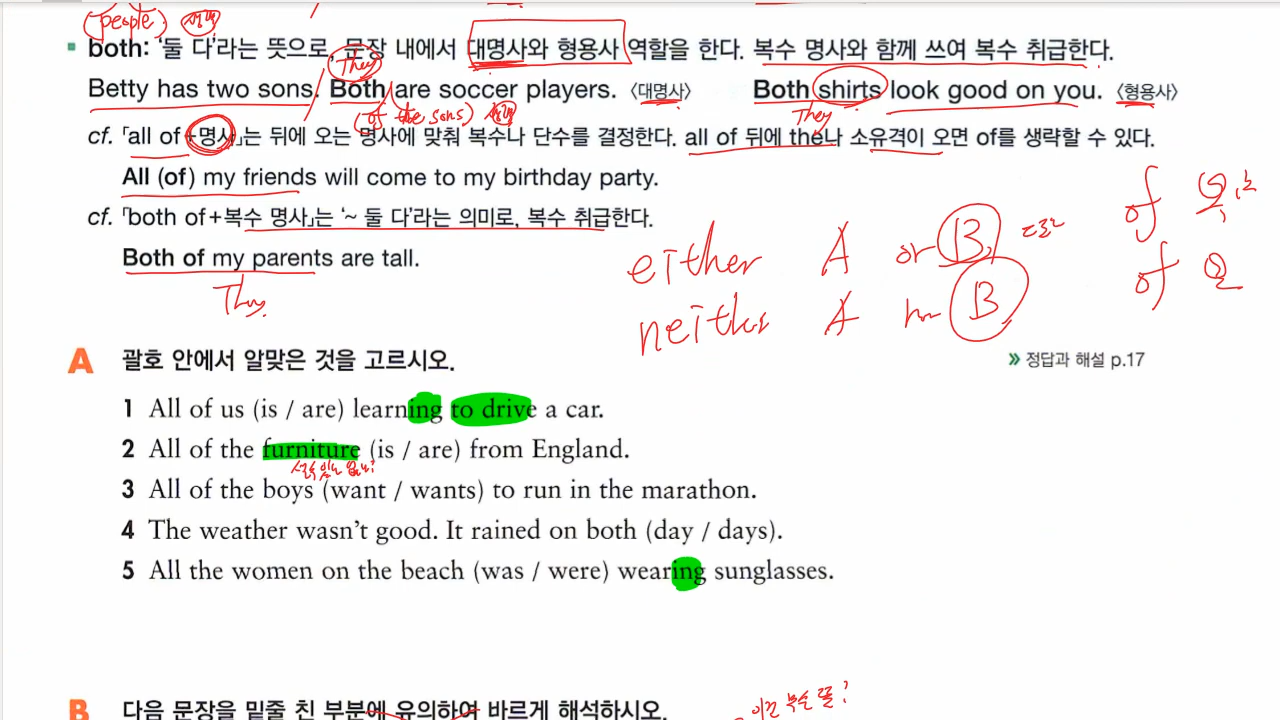 (people)
both: ‘둘 다’라는 뜻으로, 문장 내에서 대명사와 형용사 역할을 한다. 복수 명사와 함께 쓰여 복수 취급한다.
They
Betty has two sons. Both are soccer players. 〈대명사〉 Both shirts look good on you. 〈형용사〉
(of the sons) 생략 They
cf. 「all of+명사」는 뒤에 오는 명사에 맞춰 복수나 단수를 결정한다. all of 뒤에 the나 소유격이 오면 of를 생략할 수 있다.
All (of) my friends will come to my birthday party.
cf. 「both of+복수 명사」는 ‘~ 둘 다’라는 의미로, 복수 취급한다.
Both of my parents are tall.
They
either A or B
neither A nor B
of
of
A 괄호 안에서 알맞은 것을 고르시오.
» 정답과 해설 p.17
1 All of us (is / are) learning to drive a car.
2 All of the furniture (is / are) from England.
3 All of the boys (want / wants) to run in the marathon.
4 The weather wasn’t good. It rained on both (day / days).
5 All the women on the beach (was / were) wearing sunglasses.
B 다음 문장을 밑줄 친 부분에 유의하여 바르게 해석하시오.